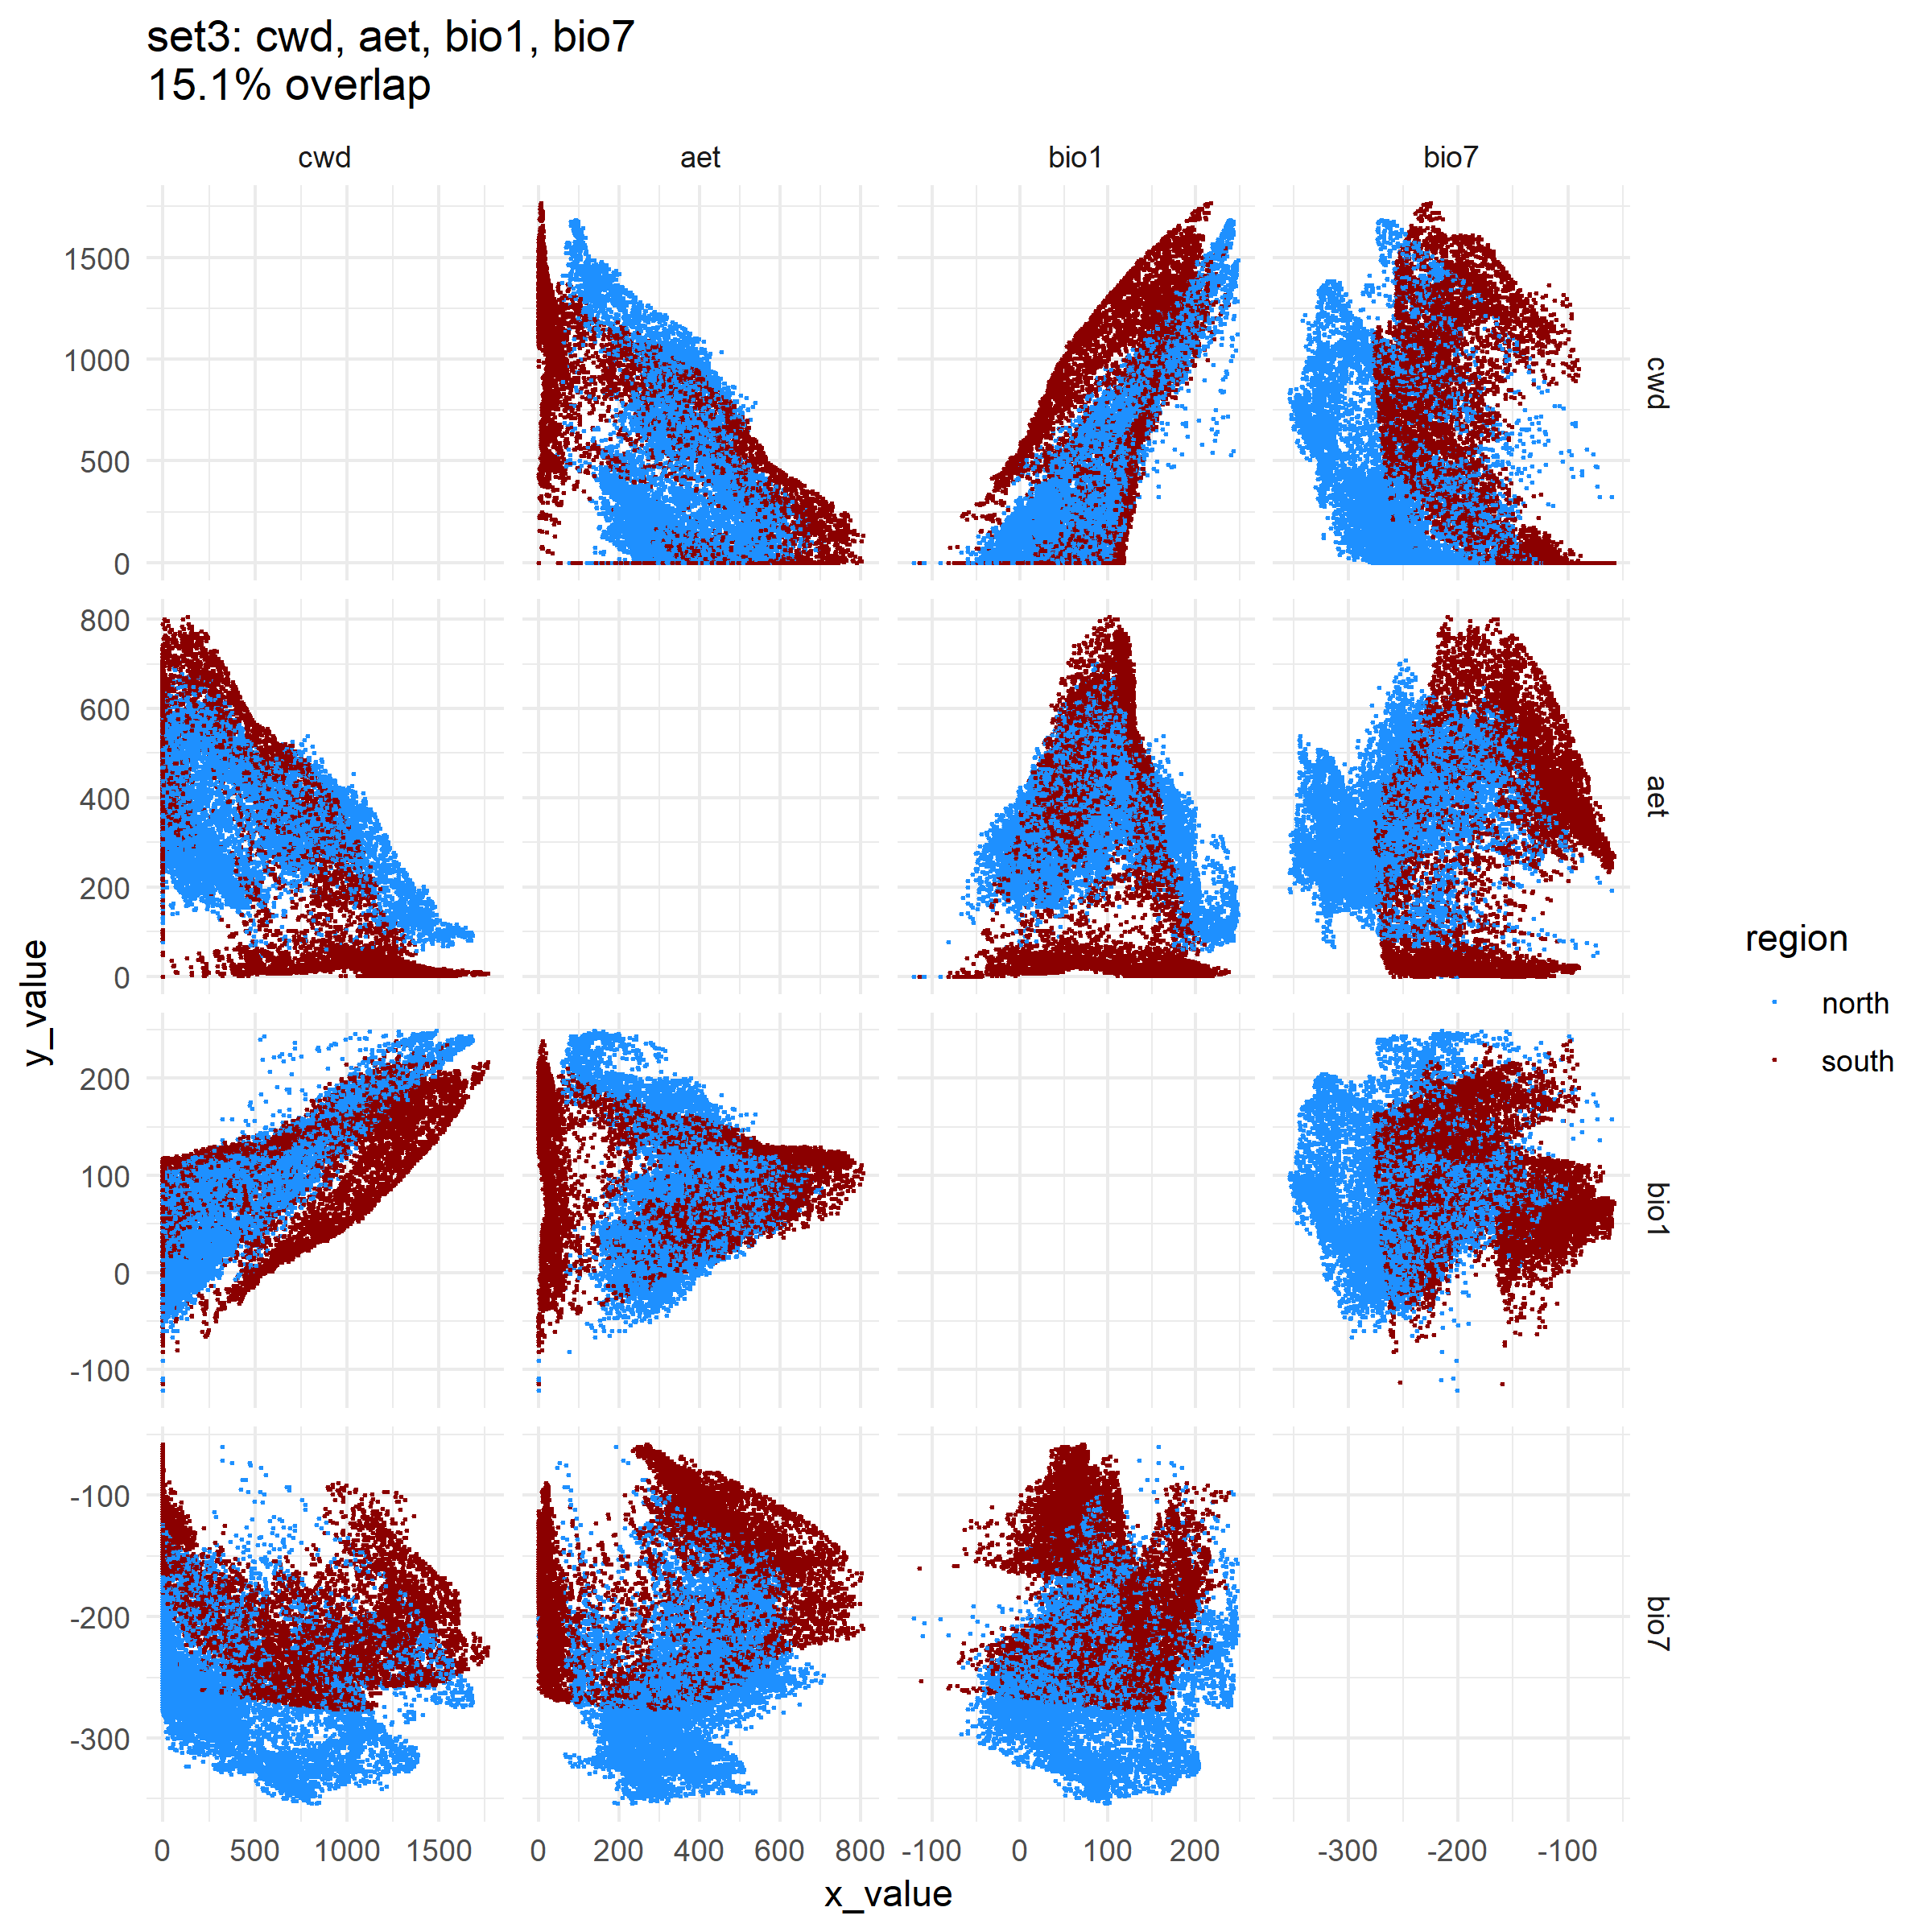 set3: cwd, aet, bio1, bio7
15.1% overlap
cwd aet bio1 bio7
1500
1000
500
0
cwd
800
600
400
200
0
aet
200
100
0
-100
bio1
-100
-200
-300
bio7
0 500 1000 1500 0 200 400 600 800 -100 0 100 200 -300 -200 -100
x_value
y_value
region
north
south